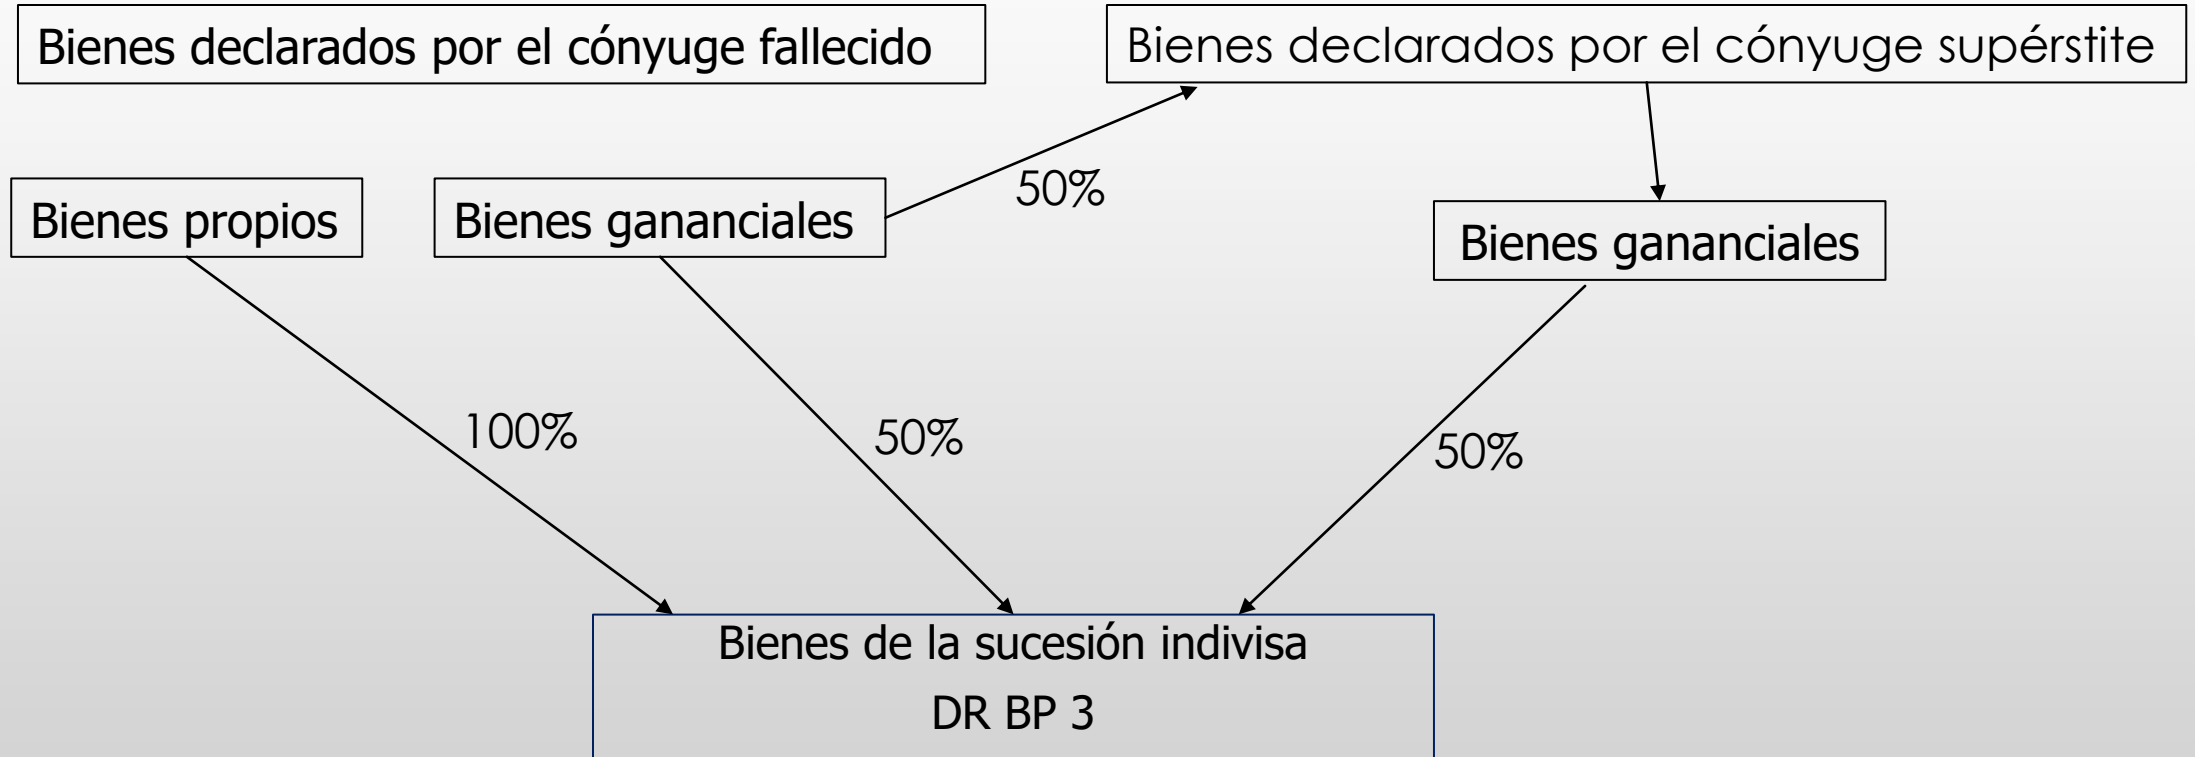 Bienes declarados por el cónyuge fallecido
Bienes declarados por el cónyuge supérstite
50%
Bienes propios
Bienes gananciales
Bienes gananciales
100%
50%
50%
Bienes de la sucesión indivisa
DR BP 3